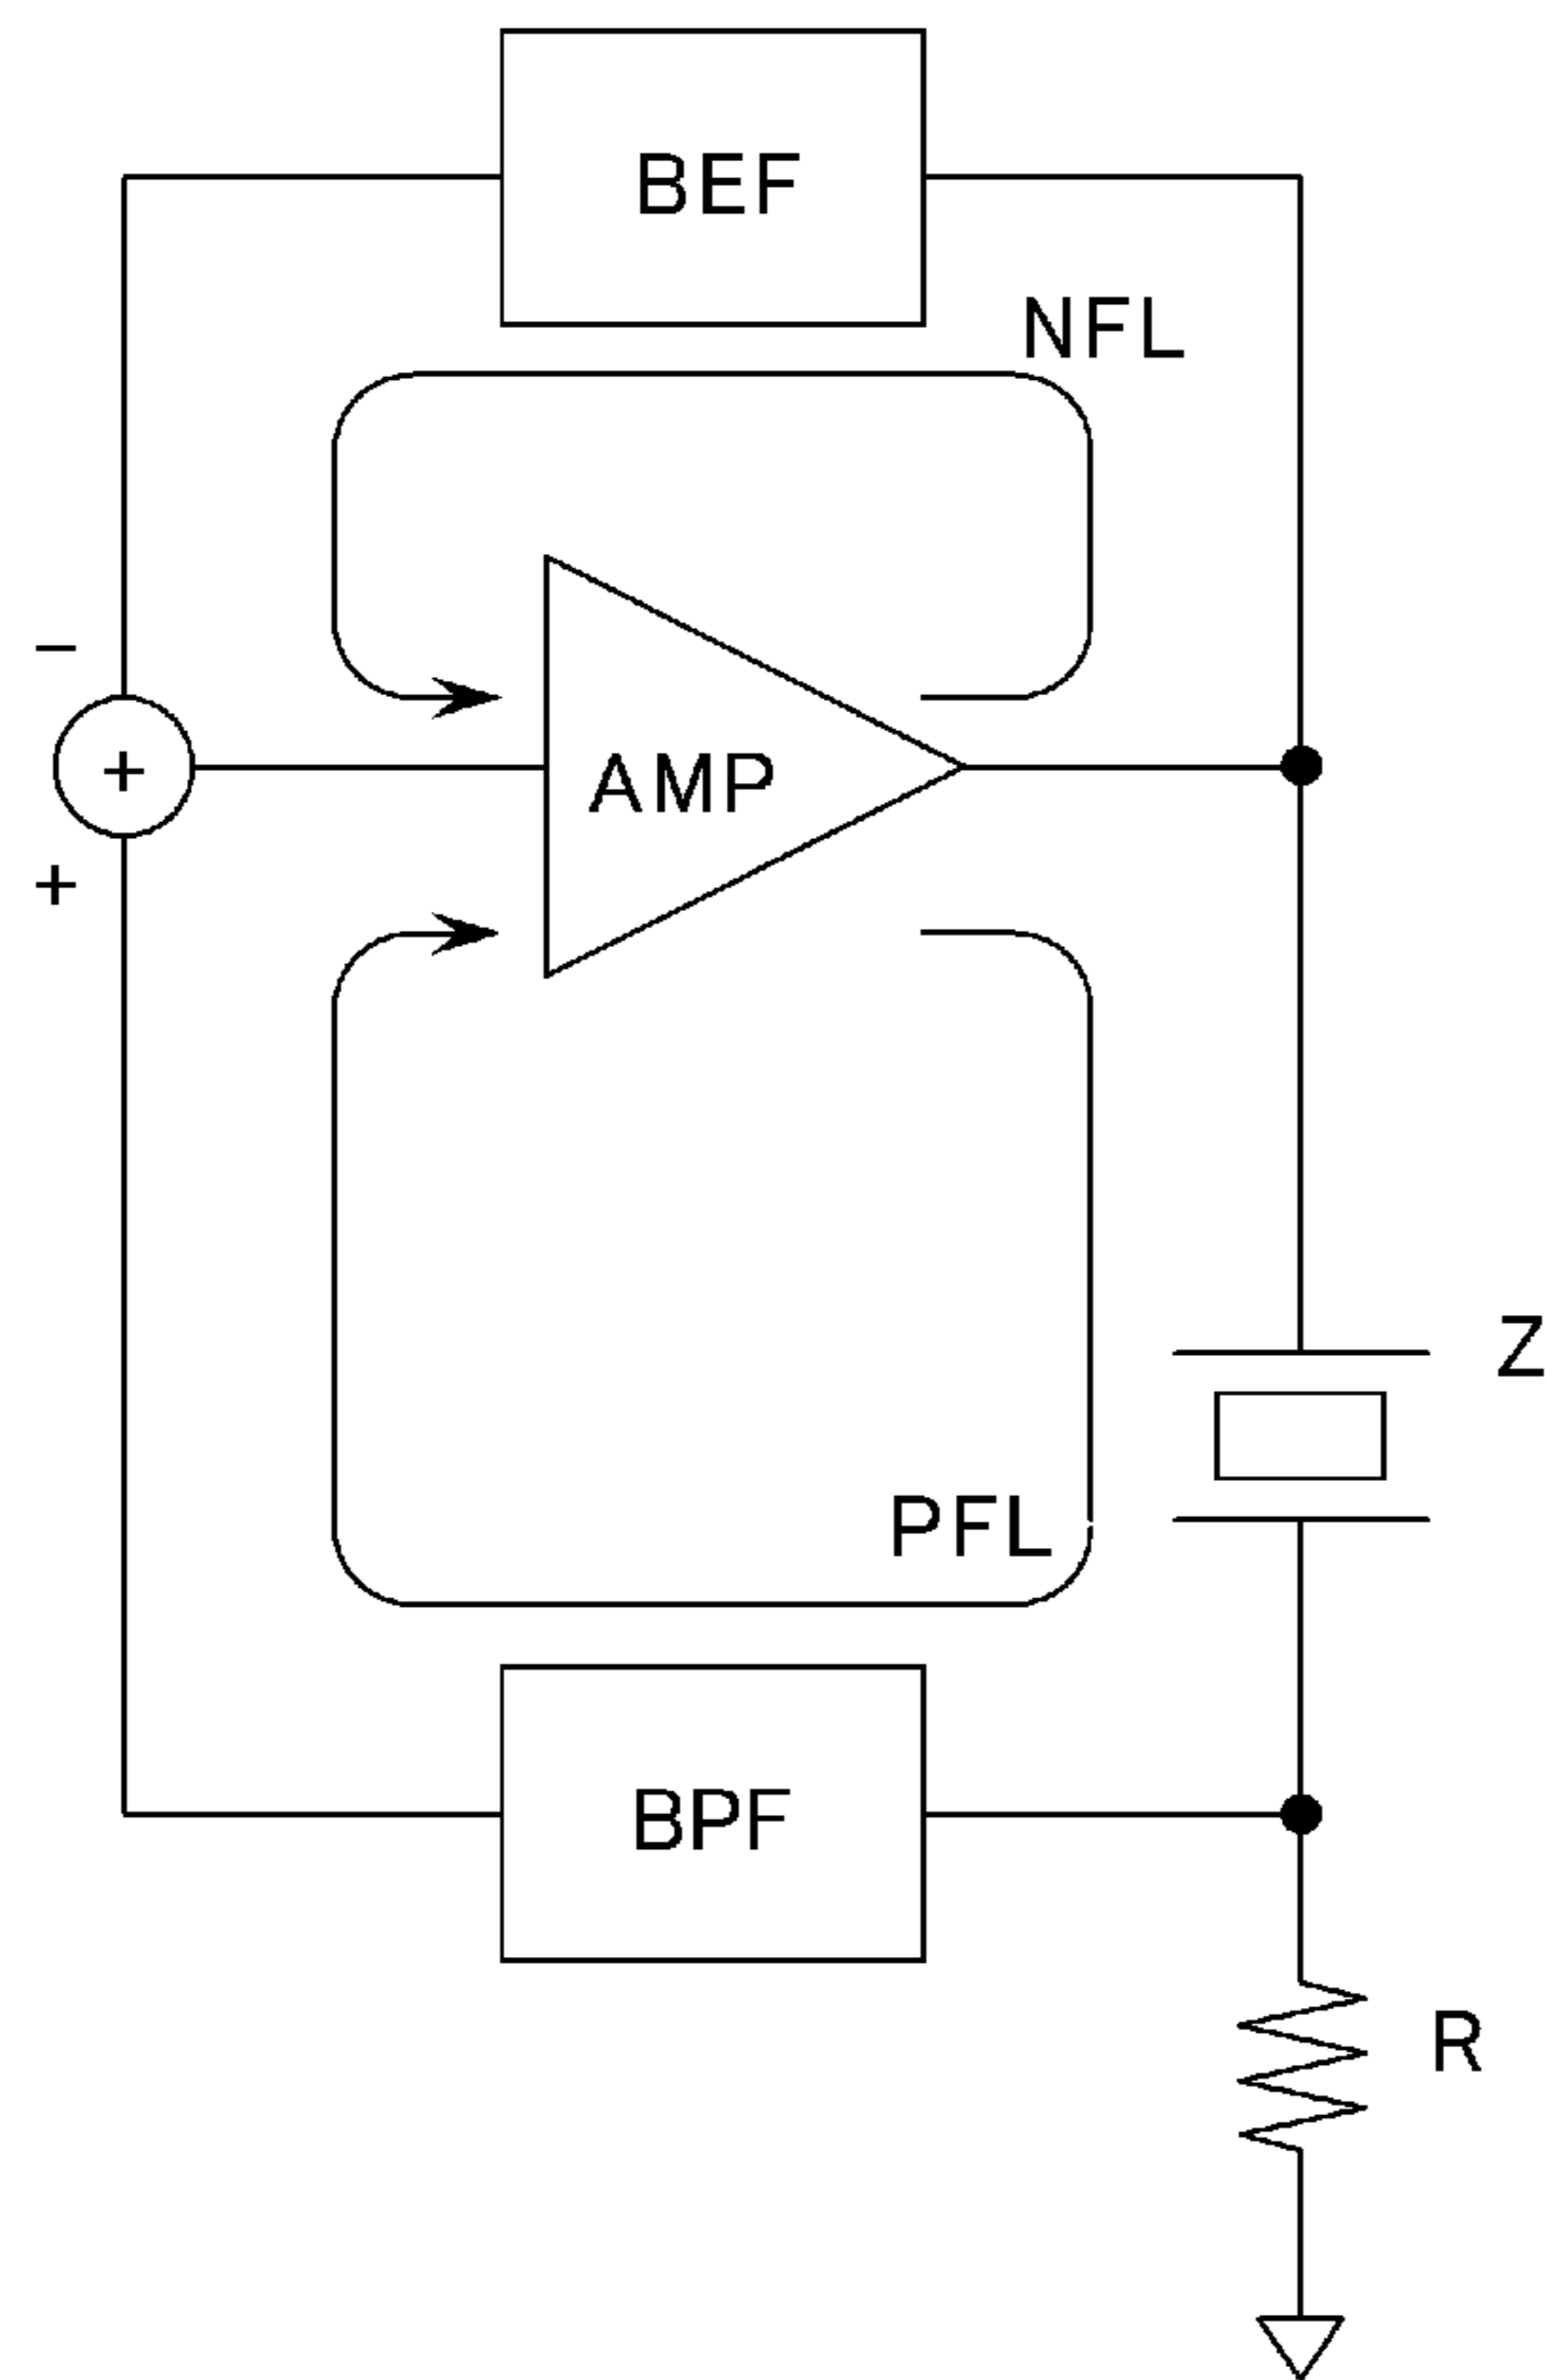 BEF
NFL
−
+
AMP
+
Z
PFL
BPF
R